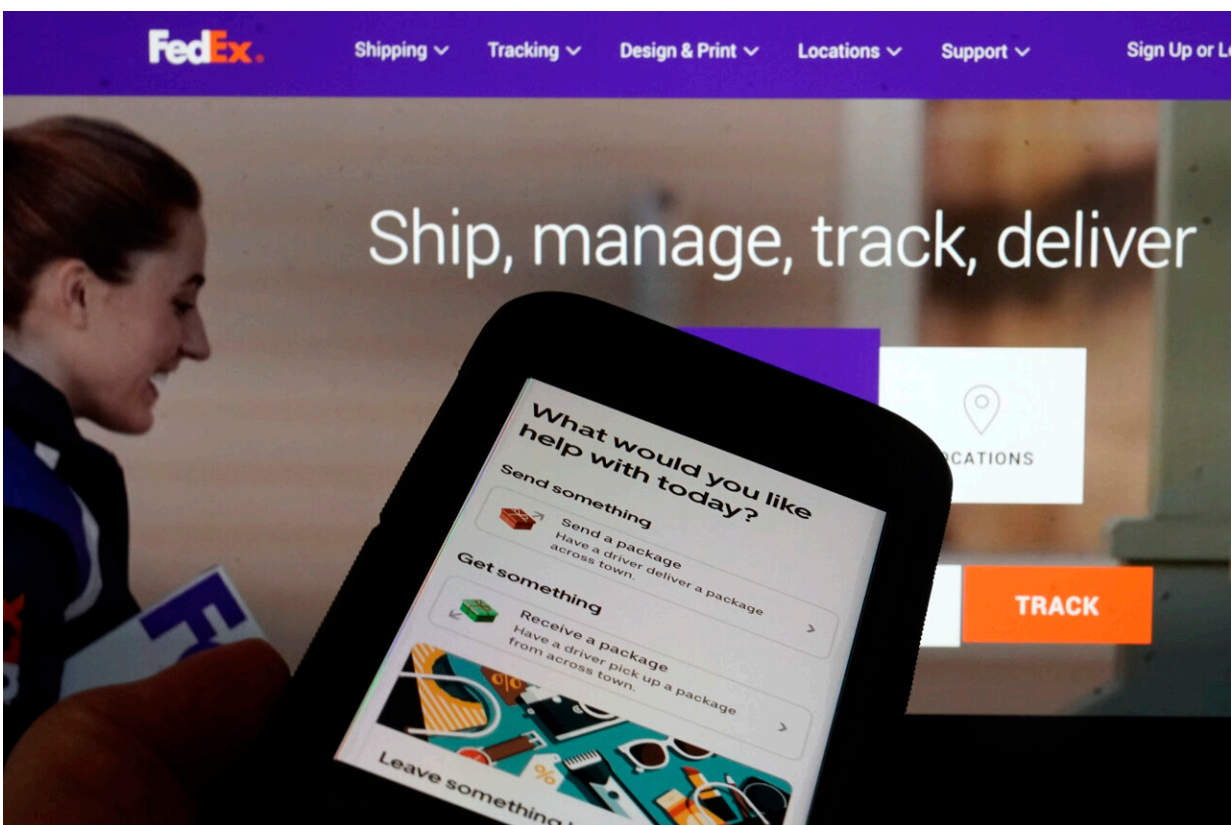 FedEx.
Shipping
Tracking
Design & Print
Locations
Support
Sign Up or
Ship, manage, track, deliver
TRACK
What would you like
help with today?
Send something
Send a package
Have a driver deliver a package
across town.
Get something
Receive a package
Have a driver pick up a package
from across town.
%
%
Leave something